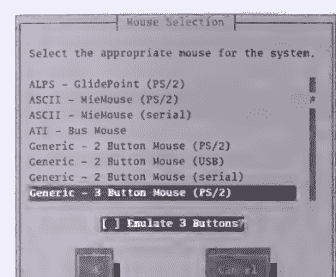 Mouse Selection
Select the appropriate mouse for the system.
ALPS - GlidePoint (PS/2)
ASCII - MieMouse (PS/2)
ASCII - MieMouse (serial)
ATI - Bus Mouse
Generic - 2 Button Mouse (PS/2)
Generic - 2 Button Mouse (USB)
Generic - 2 Button Mouse (serial)
Generic - 3 Button Mouse (PS/2)
[ ] Emulate 3 Buttons?
Cancel